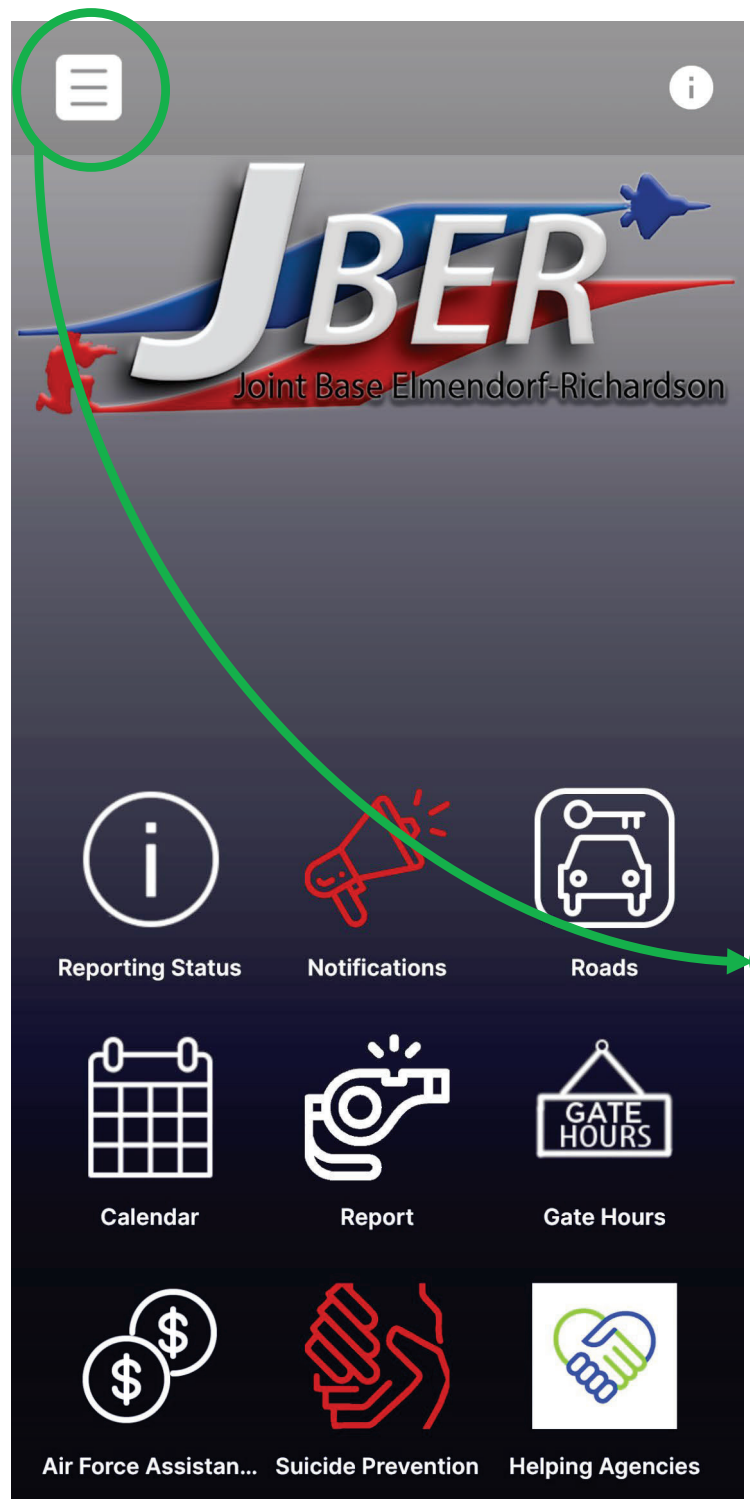 JBER
Joint Base Elmendorf-Richardson
Reporting Status
Notifications
Roads
GATE
HOURS
Calendar
Report
Gate Hours
Air Force Assistan...
Suicide Prevention
Helping Agencies